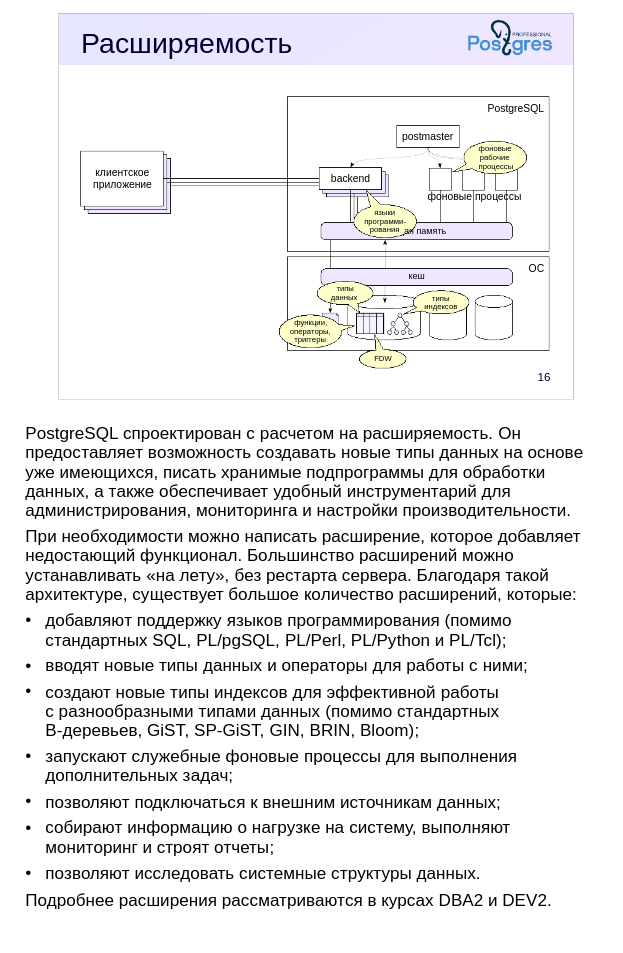 Расширяемость
PROFESSIONAL
Postgres
PostgreSQL
postmaster
фоновые
рабочие
процессы
клиентское
приложение
backend
фоновые процессы
языки
программи-
рования
ая память
ОС
кеш
типы
данных
типы
индексов
функции,
операторы,
триггеры
FDW
16
PostgreSQL спроектирован с расчетом на расширяемость. Он
предоставляет возможность создавать новые типы данных на основе
уже имеющихся, писать хранимые подпрограммы для обработки
данных, а также обеспечивает удобный инструментарий для
администрирования, мониторинга и настройки производительности.
При необходимости можно написать расширение, которое добавляет
недостающий функционал. Большинство расширений можно
устанавливать «на лету», без рестарта сервера. Благодаря такой
архитектуре, существует большое количество расширений, которые:
• добавляют поддержку языков программирования (помимо
стандартных SQL, PL/pgSQL, PL/Perl, PL/Python и PL/Tcl);
• вводят новые типы данных и операторы для работы с ними;
• создают новые типы индексов для эффективной работы
с разнообразными типами данных (помимо стандартных
B-деревьев, GiST, SP-GiST, GIN, BRIN, Bloom);
• запускают служебные фоновые процессы для выполнения
дополнительных задач;
• позволяют подключаться к внешним источникам данных;
• собирают информацию о нагрузке на систему, выполняют
мониторинг и строят отчеты;
• позволяют исследовать системные структуры данных.
Подробнее расширения рассматриваются в курсах DBA2 и DEV2.